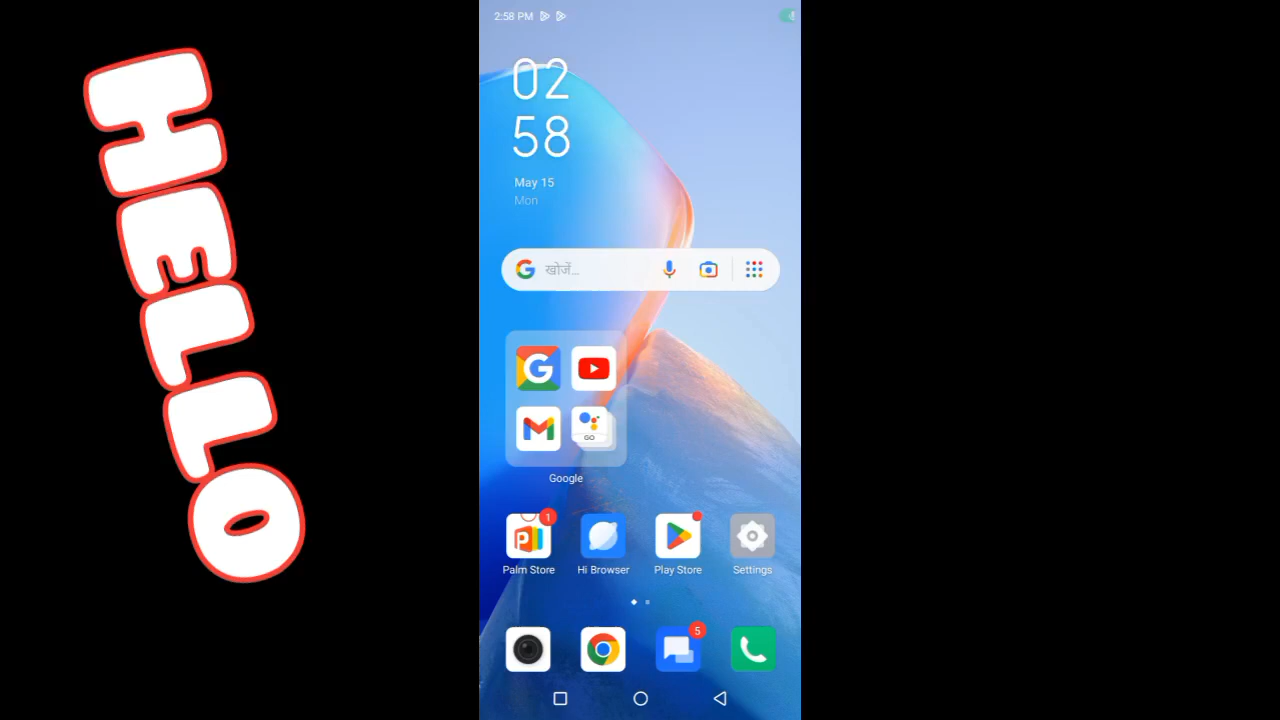 HELLO
2:58 PM
02
58
May 15
Mon
खोजें...
GO
Google
1
Palm Store
Hi Browser
Play Store
Settings
5